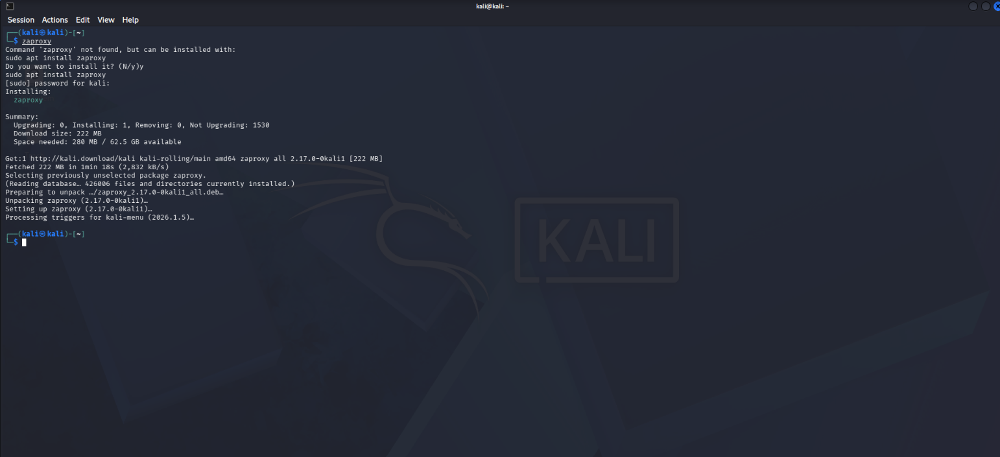 kali@kali: ~
Session Actions Edit View Help
┌──(kali㉿kali)-[~]
└─$ zaproxy
Command 'zaproxy' not found, but can be installed with:
sudo apt install zaproxy
Do you want to install it? (N/y)y
sudo apt install zaproxy
[sudo] password for kali:
Installing:
  zaproxy

Summary:
  Upgrading: 0, Installing: 1, Removing: 0, Not Upgrading: 1530
  Download size: 222 MB
  Space needed: 280 MB / 62.5 GB available

Get:1 http://kali.download/kali kali-rolling/main amd64 zaproxy all 2.17.0-0kali1 [222 MB]
Fetched 222 MB in 1min 18s (2,832 kB/s)
Selecting previously unselected package zaproxy.
(Reading database… 426006 files and directories currently installed.)
Preparing to unpack …/zaproxy_2.17.0-0kali1_all.deb…
Unpacking zaproxy (2.17.0-0kali1)…
Setting up zaproxy (2.17.0-0kali1)…
Processing triggers for kali-menu (2026.1.5)…

┌──(kali㉿kali)-[~]
└─$
KALI